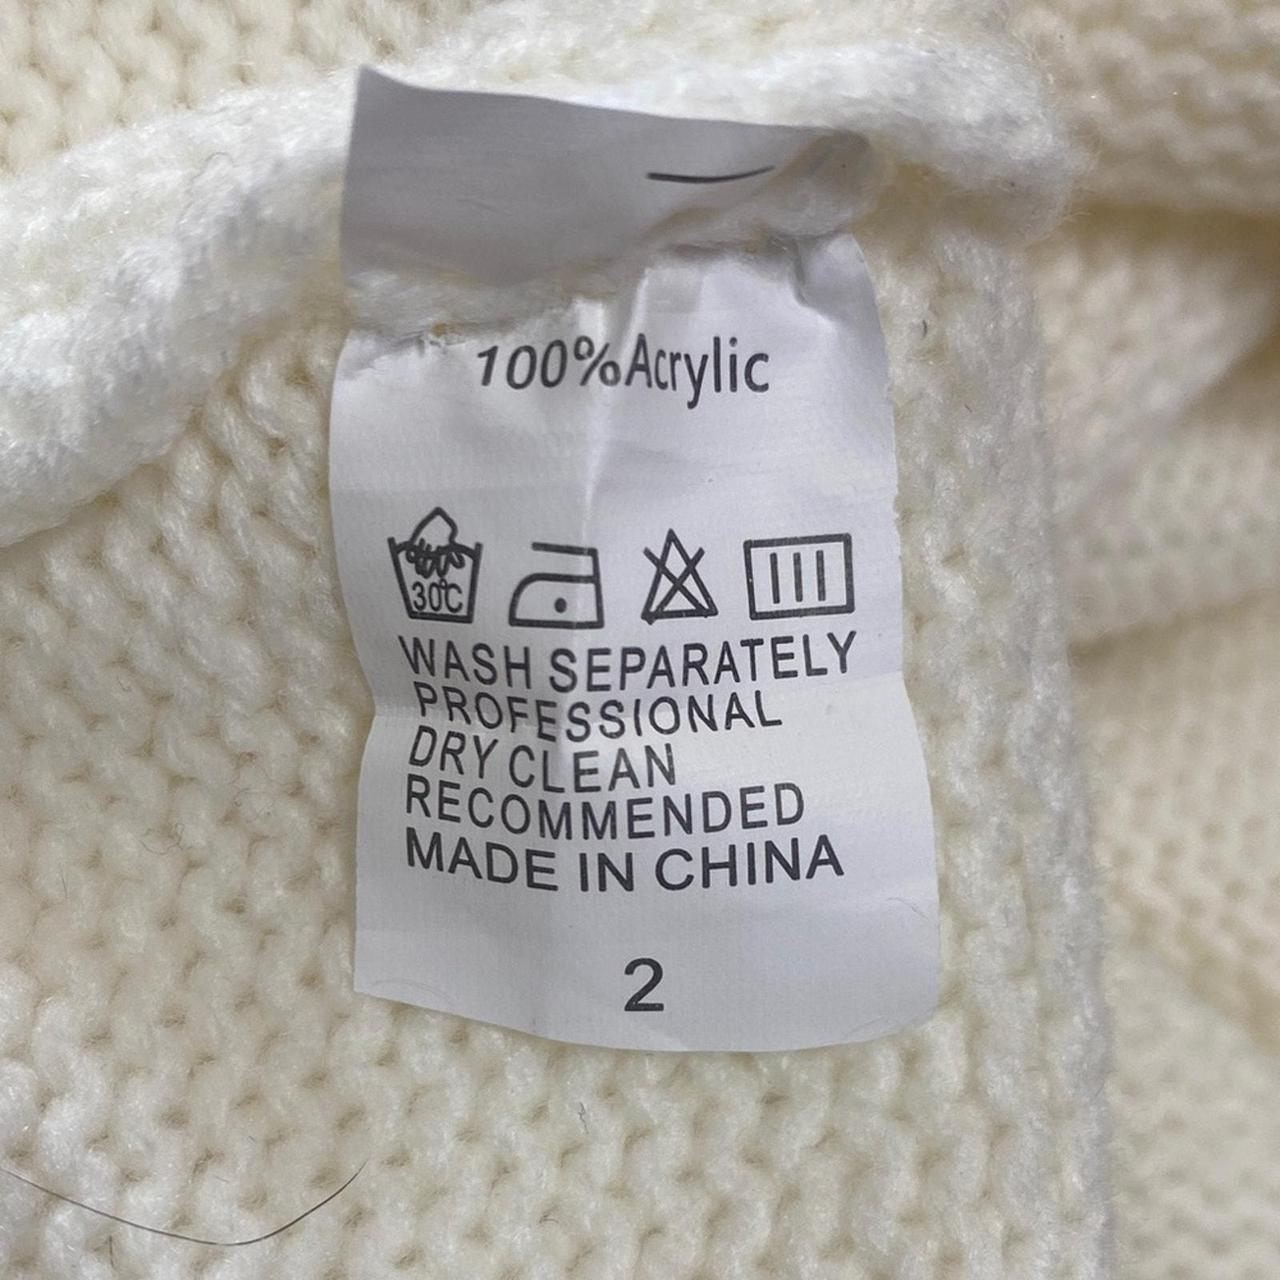 100%Acrylic
30℃
WASH SEPARATELY
PROFESSIONAL
DRY CLEAN
RECOMMENDED
MADE IN CHINA
2